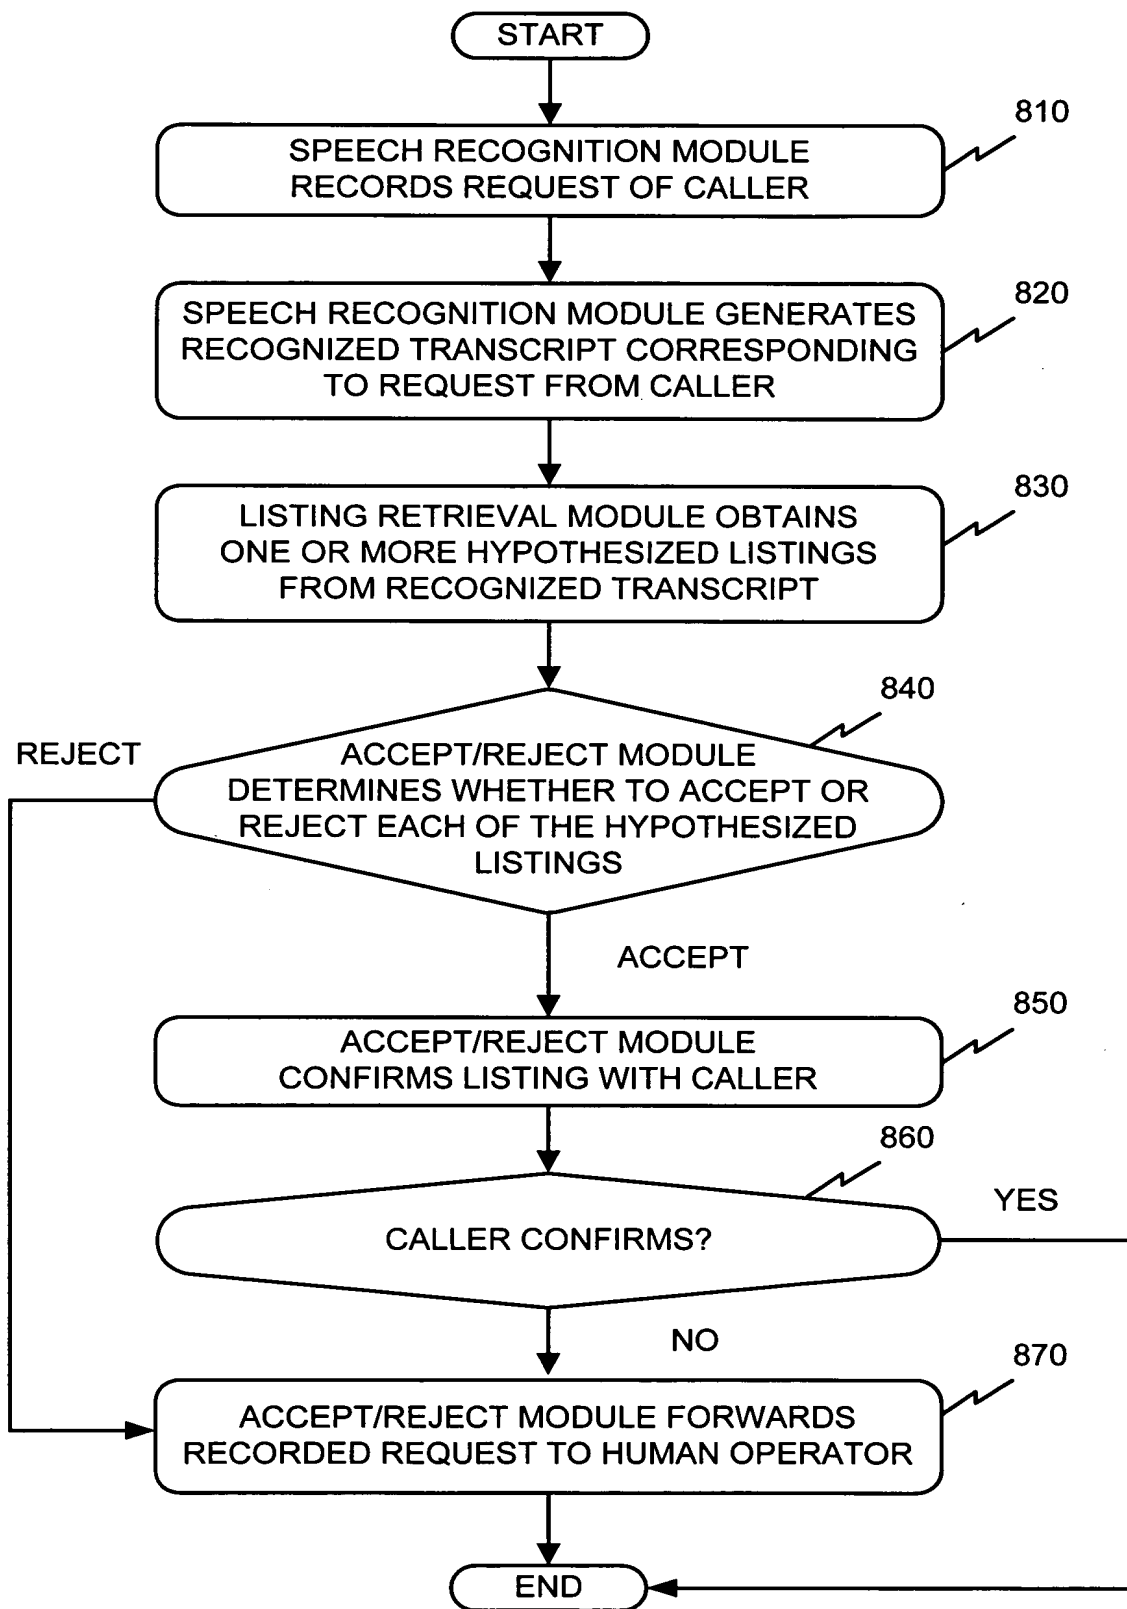 START
810
SPEECH RECOGNITION MODULE
RECORDS REQUEST OF CALLER
820
SPEECH RECOGNITION MODULE GENERATES
RECOGNIZED TRANSCRIPT CORRESPONDING
TO REQUEST FROM CALLER
830
LISTING RETRIEVAL MODULE OBTAINS
ONE OR MORE HYPOTHESIZED LISTINGS
FROM RECOGNIZED TRANSCRIPT
840
REJECT
ACCEPT/REJECT MODULE
DETERMINES WHETHER TO ACCEPT OR
REJECT EACH OF THE HYPOTHESIZED
LISTINGS
ACCEPT
850
ACCEPT/REJECT MODULE
CONFIRMS LISTING WITH CALLER
860
YES
CALLER CONFIRMS?
NO
870
ACCEPT/REJECT MODULE FORWARDS
RECORDED REQUEST TO HUMAN OPERATOR
END